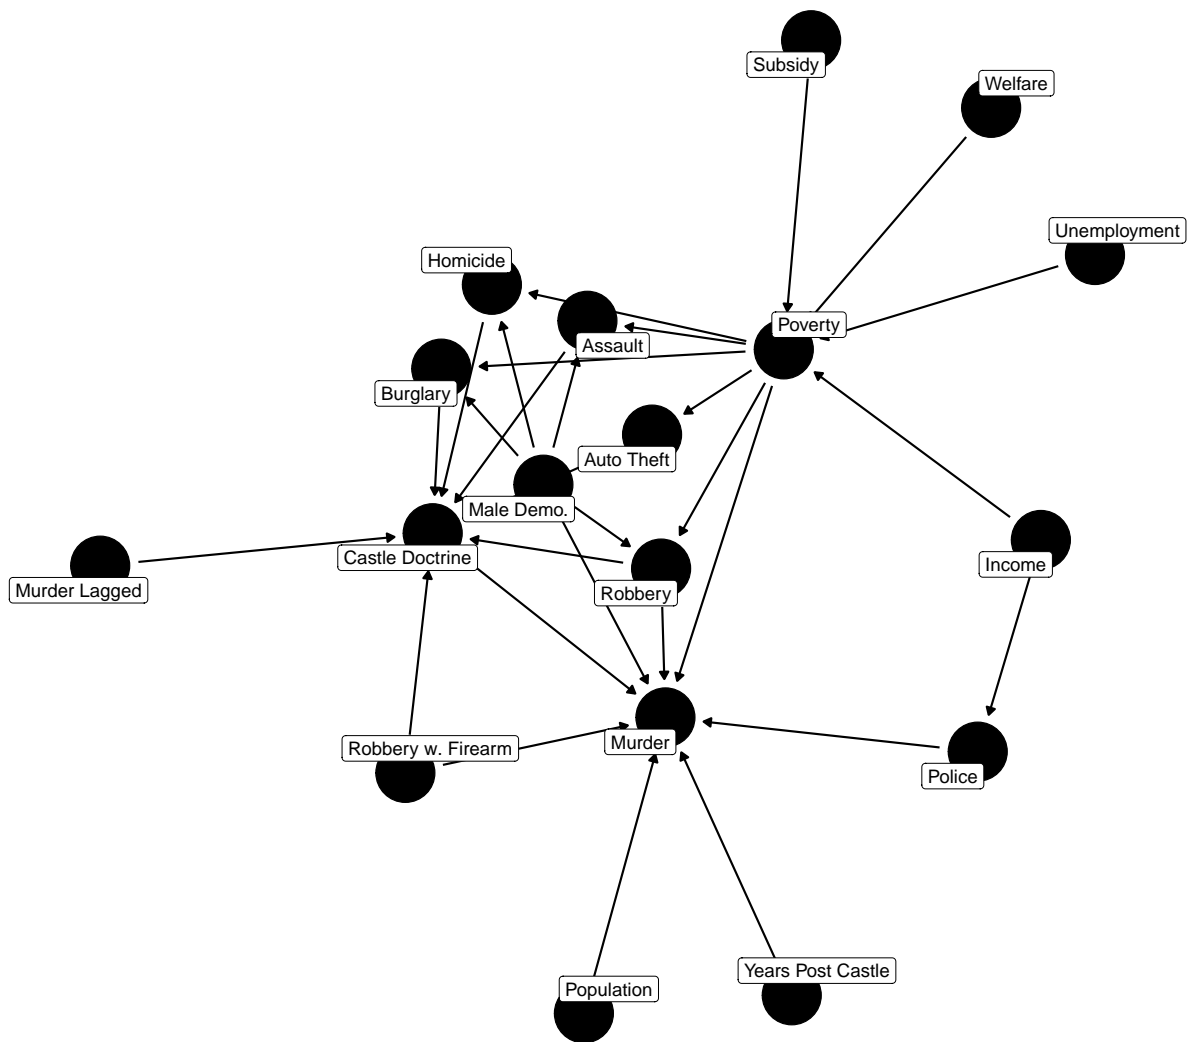 Subsidy
Welfare
Unemployment
Homicide
Poverty
Assault
Burglary
Auto Theft
Male Demo.
Castle Doctrine
Income
Murder Lagged
Robbery
Murder
Robbery w. Firearm
Police
Years Post Castle
Population